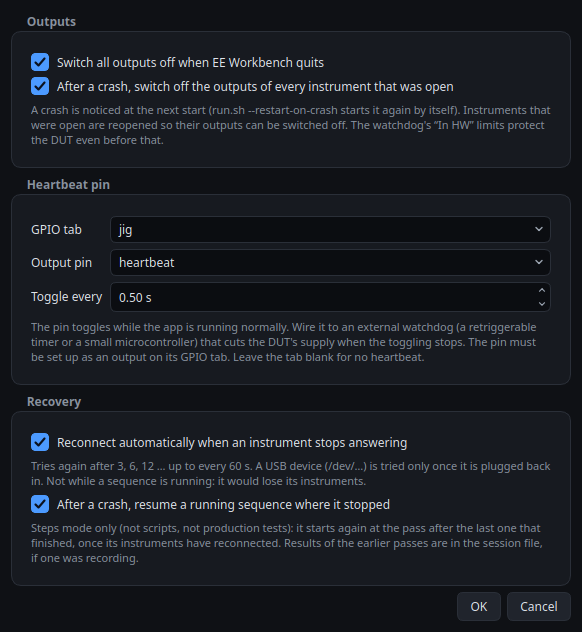 Outputs
Switch all outputs off when EE Workbench quits
After a crash, switch off the outputs of every instrument that was open
A crash is noticed at the next start (run.sh --restart-on-crash starts it again by itself). Instruments that
were open are reopened so their outputs can be switched off. The watchdog's “In HW” limits protect
the DUT even before that.
Heartbeat pin
GPIO tab jig
Output pin heartbeat
Toggle every 0.50 s
The pin toggles while the app is running normally. Wire it to an external watchdog (a retriggerable
timer or a small microcontroller) that cuts the DUT's supply when the toggling stops. The pin must
be set up as an output on its GPIO tab. Leave the tab blank for no heartbeat.
Recovery
Reconnect automatically when an instrument stops answering
Tries again after 3, 6, 12 … up to every 60 s. A USB device (/dev/…) is tried only once it is plugged back
in. Not while a sequence is running: it would lose its instruments.
After a crash, resume a running sequence where it stopped
Steps mode only (not scripts, not production tests): it starts again at the pass after the last one that
finished, once its instruments have reconnected. Results of the earlier passes are in the session file,
if one was recording.
OK Cancel